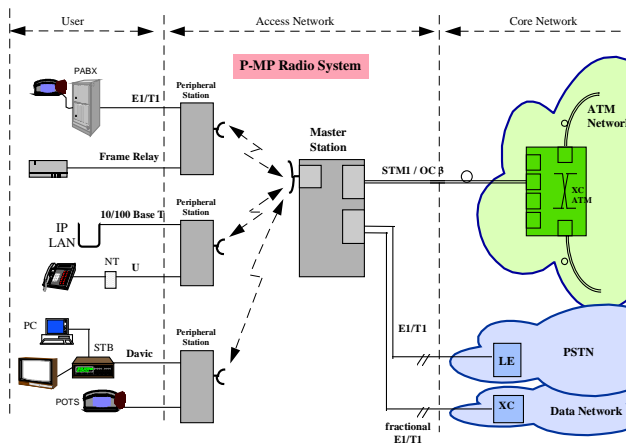 User
Access Network
Core Network
P-MP Radio System
PABX
E1/T1
Peripheral
Station
Frame Relay
Master
Station
ATM
Network
STM1 / OC 3
XC
ATM
10/100 Base T
Peripheral
Station
IP
LAN
NT
U
PC
STB
Davic
Peripheral
Station
POTS
E1/T1
LE
PSTN
fractional
E1/T1
XC
Data Network